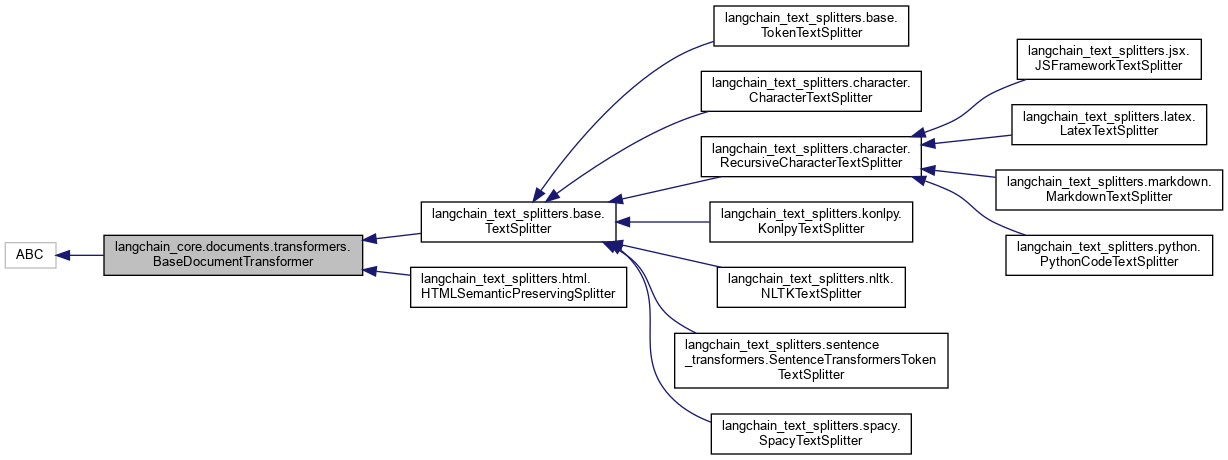 langchain_text_splitters.base.
TokenTextSplitter
langchain_text_splitters.jsx.
JSFrameworkTextSplitter
langchain_text_splitters.character.
CharacterTextSplitter
langchain_text_splitters.latex.
LatexTextSplitter
langchain_text_splitters.character.
RecursiveCharacterTextSplitter
langchain_text_splitters.markdown.
MarkdownTextSplitter
langchain_text_splitters.base.
TextSplitter
langchain_text_splitters.konlpy.
KonlpyTextSplitter
langchain_text_splitters.python.
PythonCodeTextSplitter
ABC
langchain_core.documents.transformers.
BaseDocumentTransformer
langchain_text_splitters.html.
HTMLSemanticPreservingSplitter
langchain_text_splitters.nltk.
NLTKTextSplitter
langchain_text_splitters.sentence
_transformers.SentenceTransformersToken
TextSplitter
langchain_text_splitters.spacy.
SpacyTextSplitter